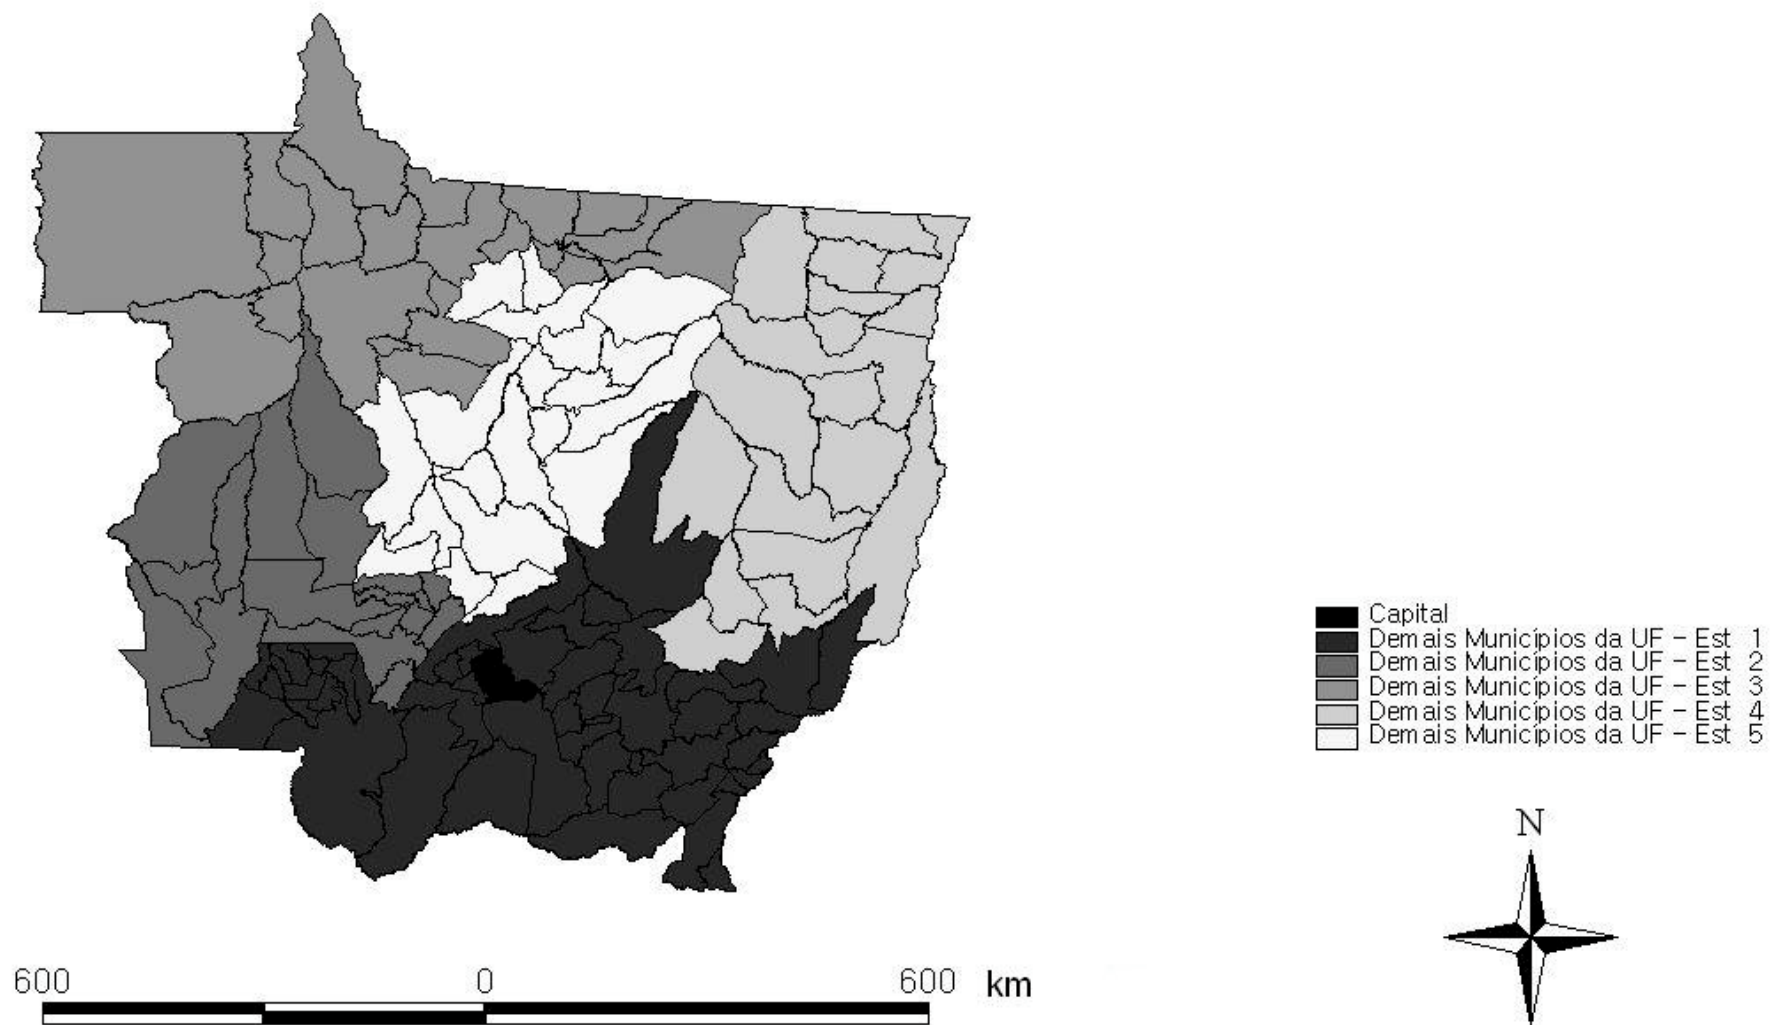 Capital
Demais Municípios da UF - Est 1
Demais Municípios da UF - Est 2
Demais Municípios da UF - Est 3
Demais Municípios da UF - Est 4
Demais Municípios da UF - Est 5
N
600 0 600 km